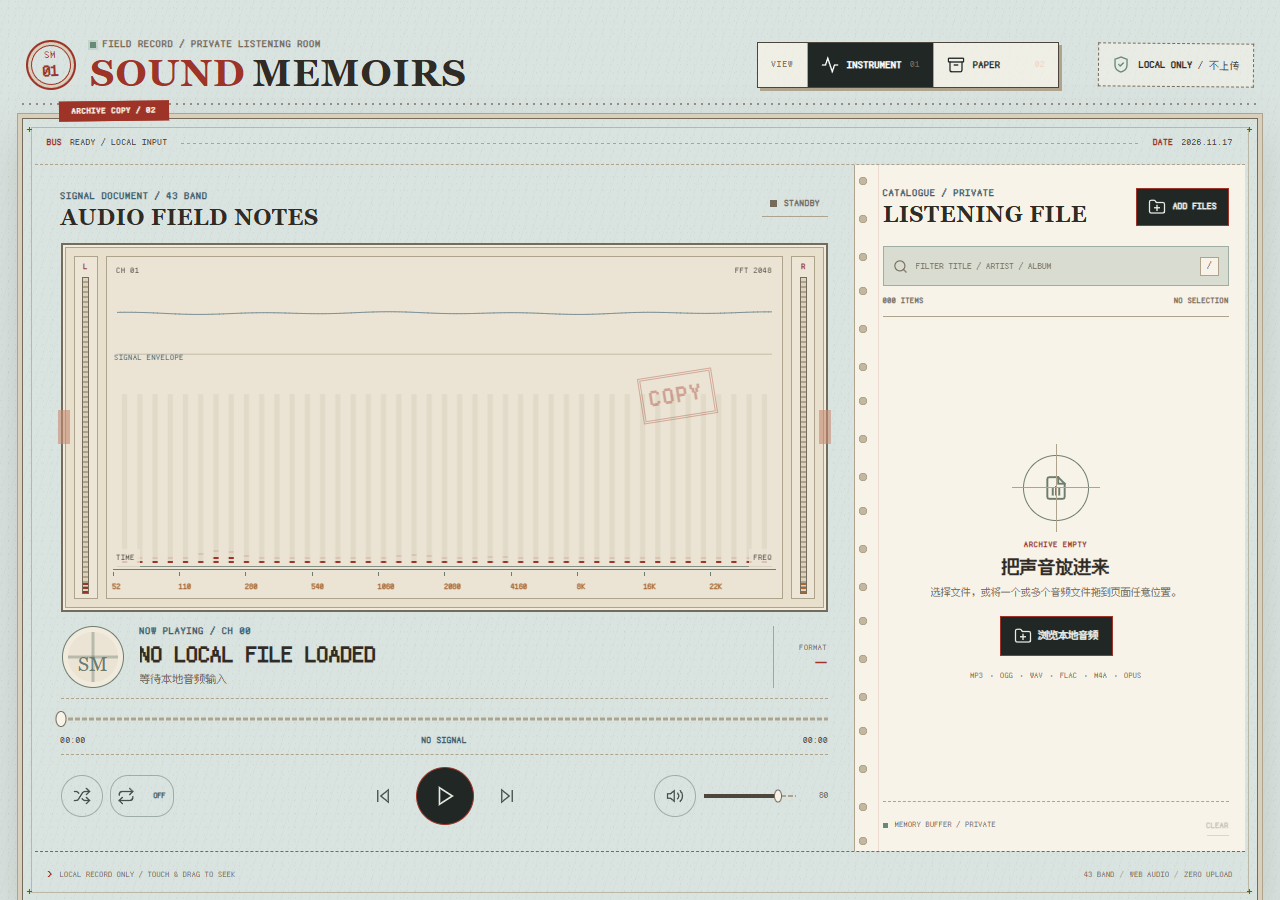 SM
01
FIELD RECORD / PRIVATE LISTENING ROOM
SOUND MEMOIRS
VIEW
INSTRUMENT 01
PAPER 02
LOCAL ONLY / 不上传
ARCHIVE COPY / 02
BUS READY / LOCAL INPUT
DATE 2026.11.17
SIGNAL DOCUMENT / 43 BAND
AUDIO FIELD NOTES
STANDBY
L
CH 01
FFT 2048
R
SIGNAL ENVELOPE
COPY
TIME
FREQ
52 110 280 540 1080 2080 4160 8K 16K 22K
NOW PLAYING / CH 00
NO LOCAL FILE LOADED
等待本地音频输入
FORMAT
—
00:00
NO SIGNAL
00:00
OFF
80
CATALOGUE / PRIVATE
LISTENING FILE
ADD FILES
FILTER TITLE / ARTIST / ALBUM
/
000 ITEMS
NO SELECTION
ARCHIVE EMPTY
把声音放进来
选择文件，或将一个或多个音频文件拖到页面任意位置。
浏览本地音频
MP3 · OGG · WAV · FLAC · M4A · OPUS
MEMORY BUFFER / PRIVATE
CLEAR
LOCAL RECORD ONLY / TOUCH & DRAG TO SEEK
43 BAND / WEB AUDIO / ZERO UPLOAD